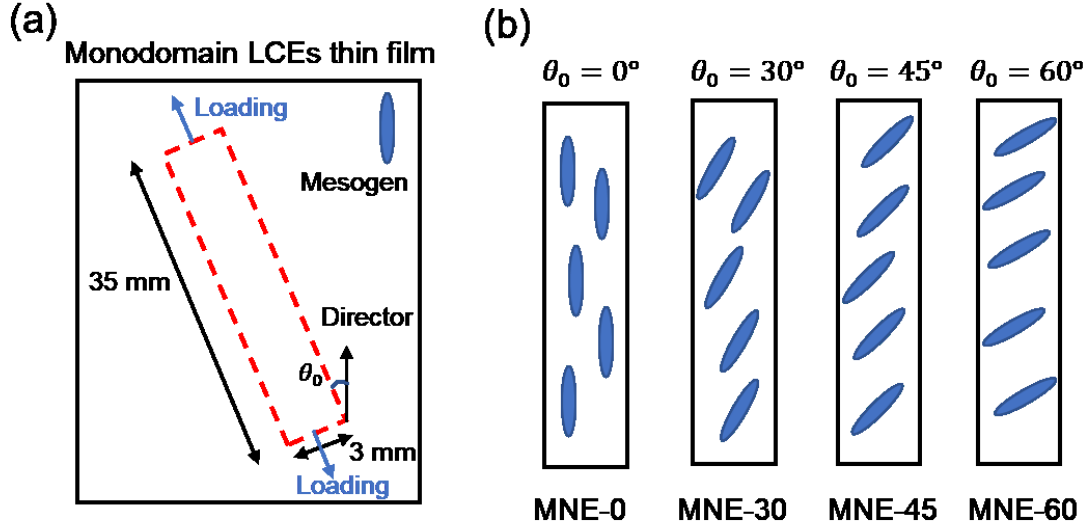 (a)
Monodomain LCEs thin film
Loading
Mesogen
35 mm
Director
θ₀
3 mm
Loading
(b)
θ₀ = 0° θ₀ = 30° θ₀ = 45° θ₀ = 60°
MNE-0 MNE-30 MNE-45 MNE-60